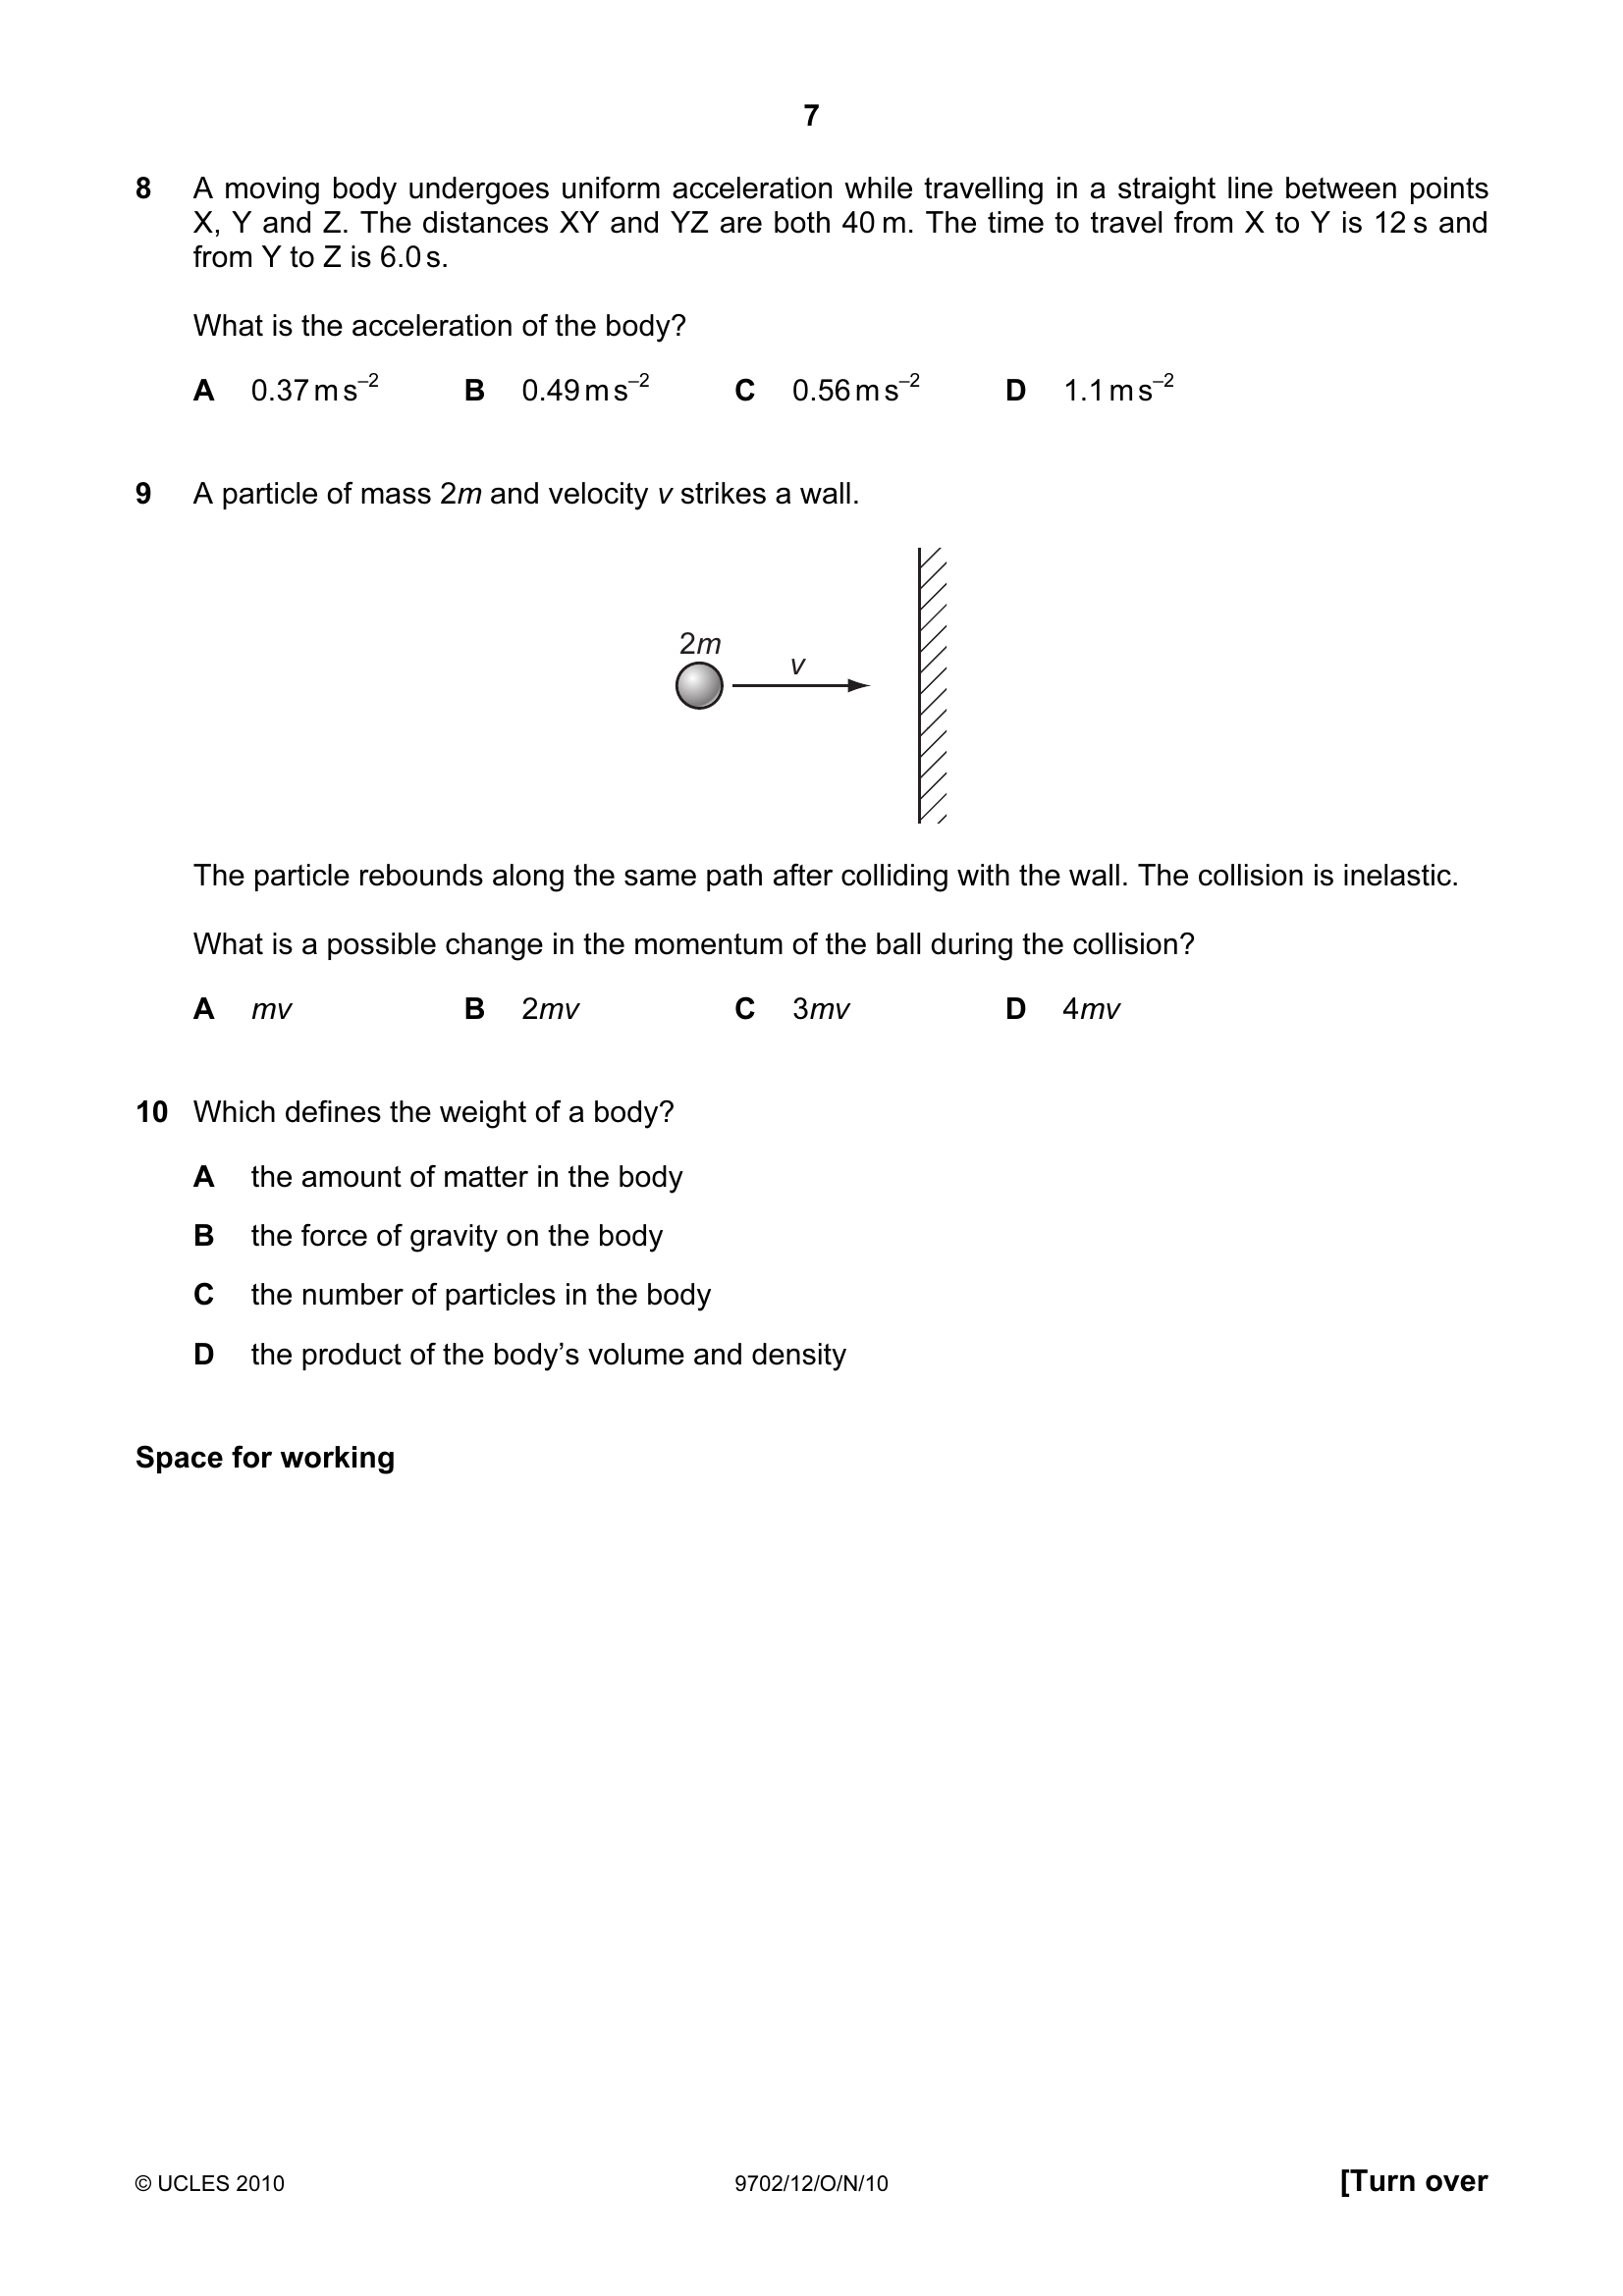 7
8 A moving body undergoes uniform acceleration while travelling in a straight line between points
X, Y and Z. The distances XY and YZ are both 40 m. The time to travel from X to Y is 12 s and
from Y to Z is 6.0 s.
What is the acceleration of the body?
A 0.37 m s⁻² B 0.49 m s⁻² C 0.56 m s⁻² D 1.1 m s⁻²
9 A particle of mass 2m and velocity v strikes a wall.
2m
v
The particle rebounds along the same path after colliding with the wall. The collision is inelastic.
What is a possible change in the momentum of the ball during the collision?
A mv B 2mv C 3mv D 4mv
10 Which defines the weight of a body?
A the amount of matter in the body
B the force of gravity on the body
C the number of particles in the body
D the product of the body’s volume and density
Space for working
© UCLES 2010 9702/12/O/N/10 [Turn over